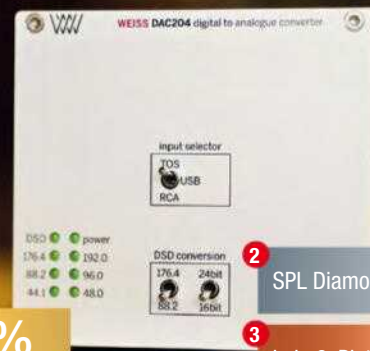 WEISS DAC204 digital to analogue converter
input selector
TOS
USB
RCA
DSD power
176.4 192.0
88.2 96.0
44.1 48.0
DSD conversion
176.4 24bit
88.2 16bit
2
SPL Diamo
3
%